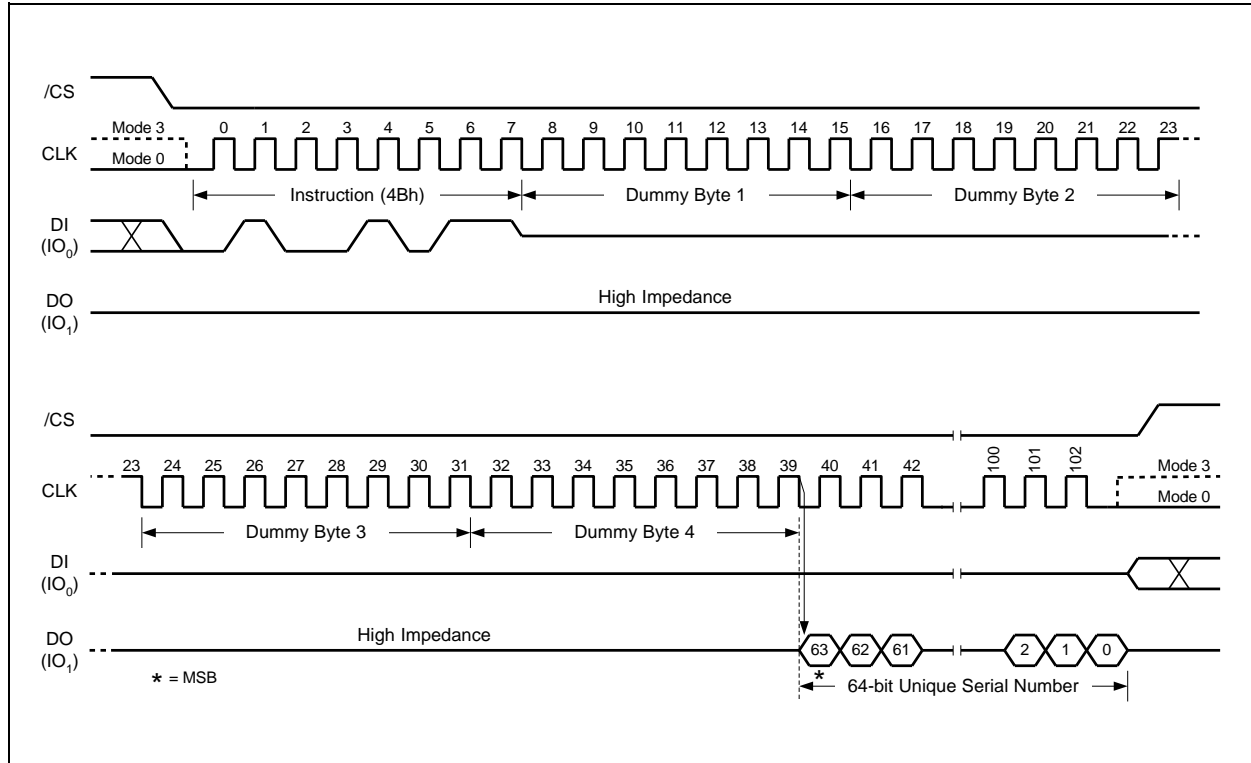 /CS
Mode 3
0 1 2 3 4 5 6 7 8 9 10 11 12 13 14 15 16 17 18 19 20 21 22 23
CLK
Mode 0
Instruction (4Bh) Dummy Byte 1 Dummy Byte 2
DI
(IO0)
High Impedance
DO
(IO1)
/CS
23 24 25 26 27 28 29 30 31 32 33 34 35 36 37 38 39 40 41 42 100 101 102
Mode 3
CLK
Mode 0
Dummy Byte 3 Dummy Byte 4
DI
(IO0)
High Impedance
DO
(IO1)
63 62 61 2 1 0
* = MSB
*
64-bit Unique Serial Number